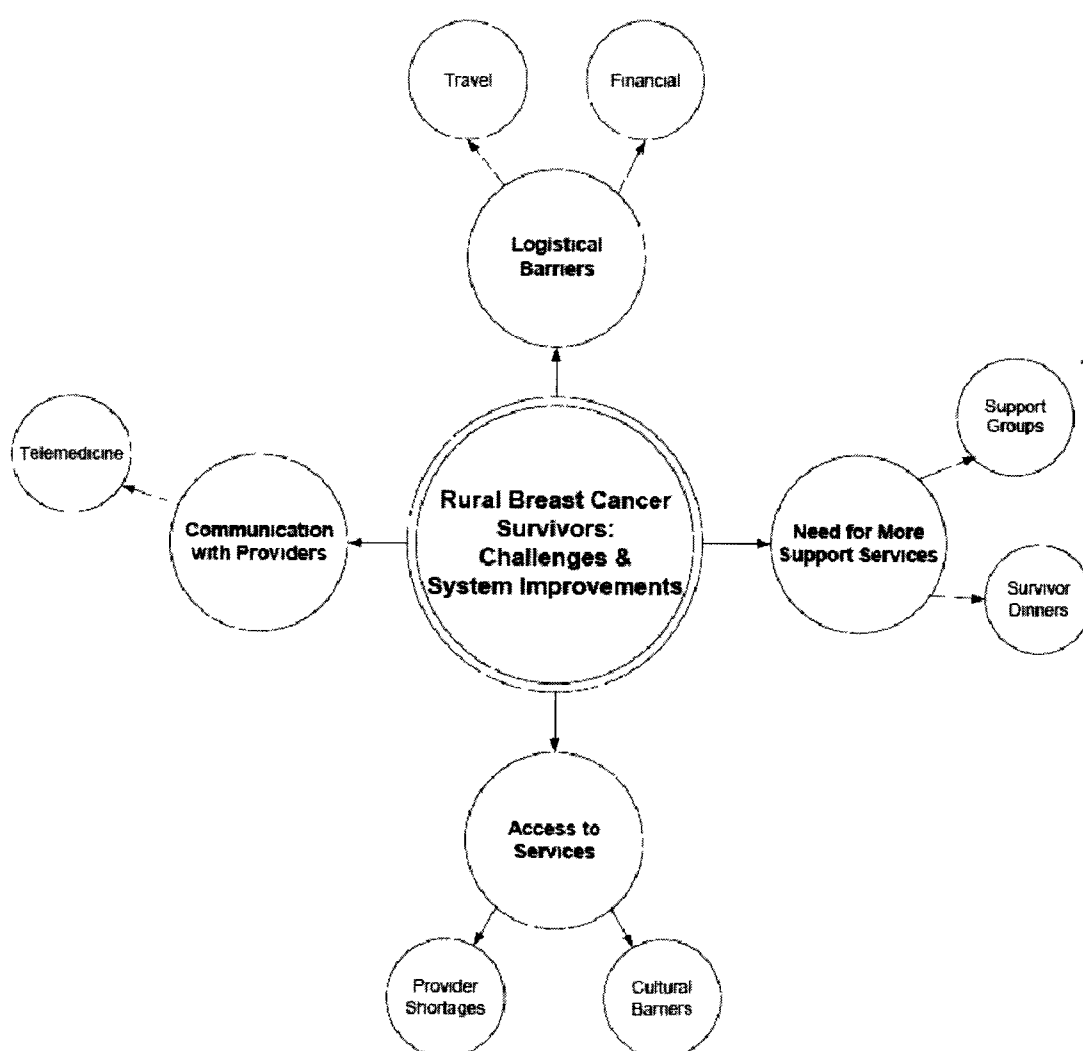 Travel
Financial
Logistical
Barriers
Support
Groups
Telemedicine
Rural Breast Cancer
Survivors:
Challenges &
System Improvements
Communication
with Providers
Need for More
Support Services
Survivor
Dinners
Access to
Services
Provider
Shortages
Cultural
Barriers